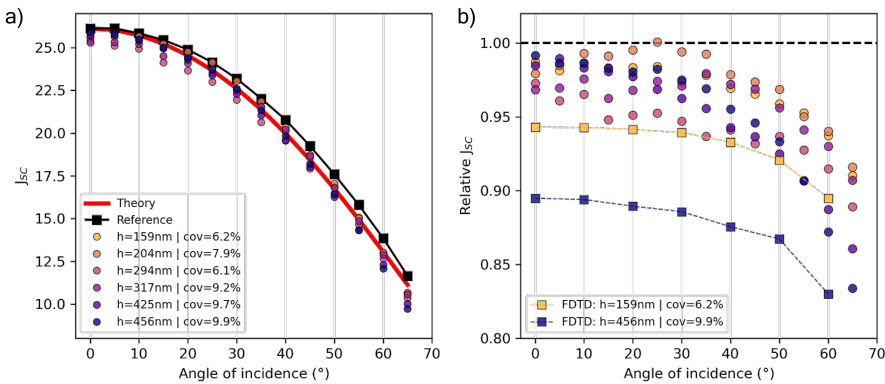 a)
25.0
22.5
20.0
17.5
15.0
12.5
10.0
J_SC
Theory
Reference
h=159nm | cov=6.2%
h=204nm | cov=7.9%
h=294nm | cov=6.1%
h=317nm | cov=9.2%
h=425nm | cov=9.7%
h=456nm | cov=9.9%
0 10 20 30 40 50 60 70
Angle of incidence (°)
b)
1.00
0.95
0.90
0.85
0.80
Relative J_SC
FDTD: h=159nm | cov=6.2%
FDTD: h=456nm | cov=9.9%
0 10 20 30 40 50 60 70
Angle of incidence (°)